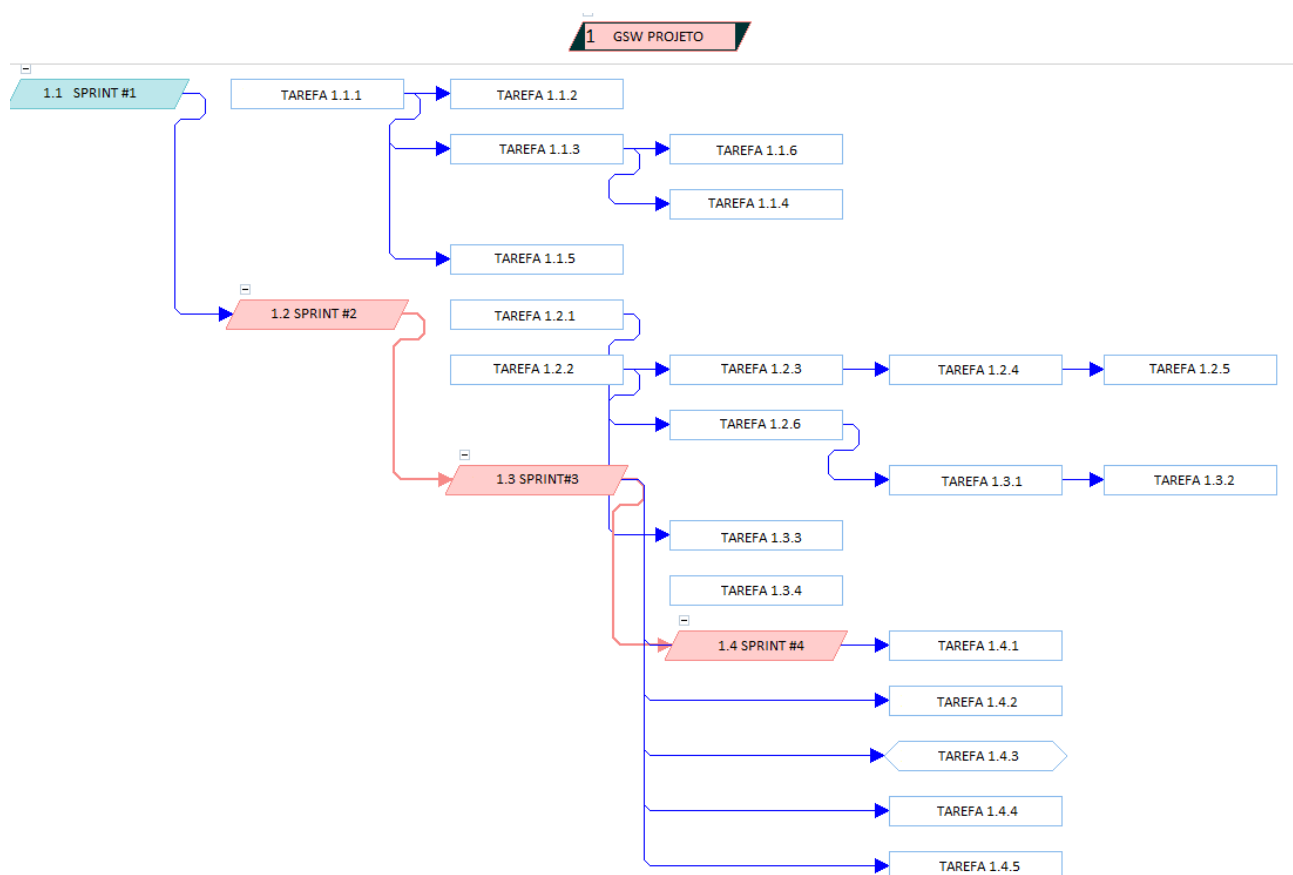 1 GSW PROJETO
1.1 SPRINT #1
TAREFA 1.1.1
TAREFA 1.1.2
TAREFA 1.1.3
TAREFA 1.1.6
TAREFA 1.1.4
TAREFA 1.1.5
1.2 SPRINT #2
TAREFA 1.2.1
TAREFA 1.2.2
TAREFA 1.2.3
TAREFA 1.2.4
TAREFA 1.2.5
TAREFA 1.2.6
1.3 SPRINT#3
TAREFA 1.3.1
TAREFA 1.3.2
TAREFA 1.3.3
TAREFA 1.3.4
1.4 SPRINT #4
TAREFA 1.4.1
TAREFA 1.4.2
TAREFA 1.4.3
TAREFA 1.4.4
TAREFA 1.4.5